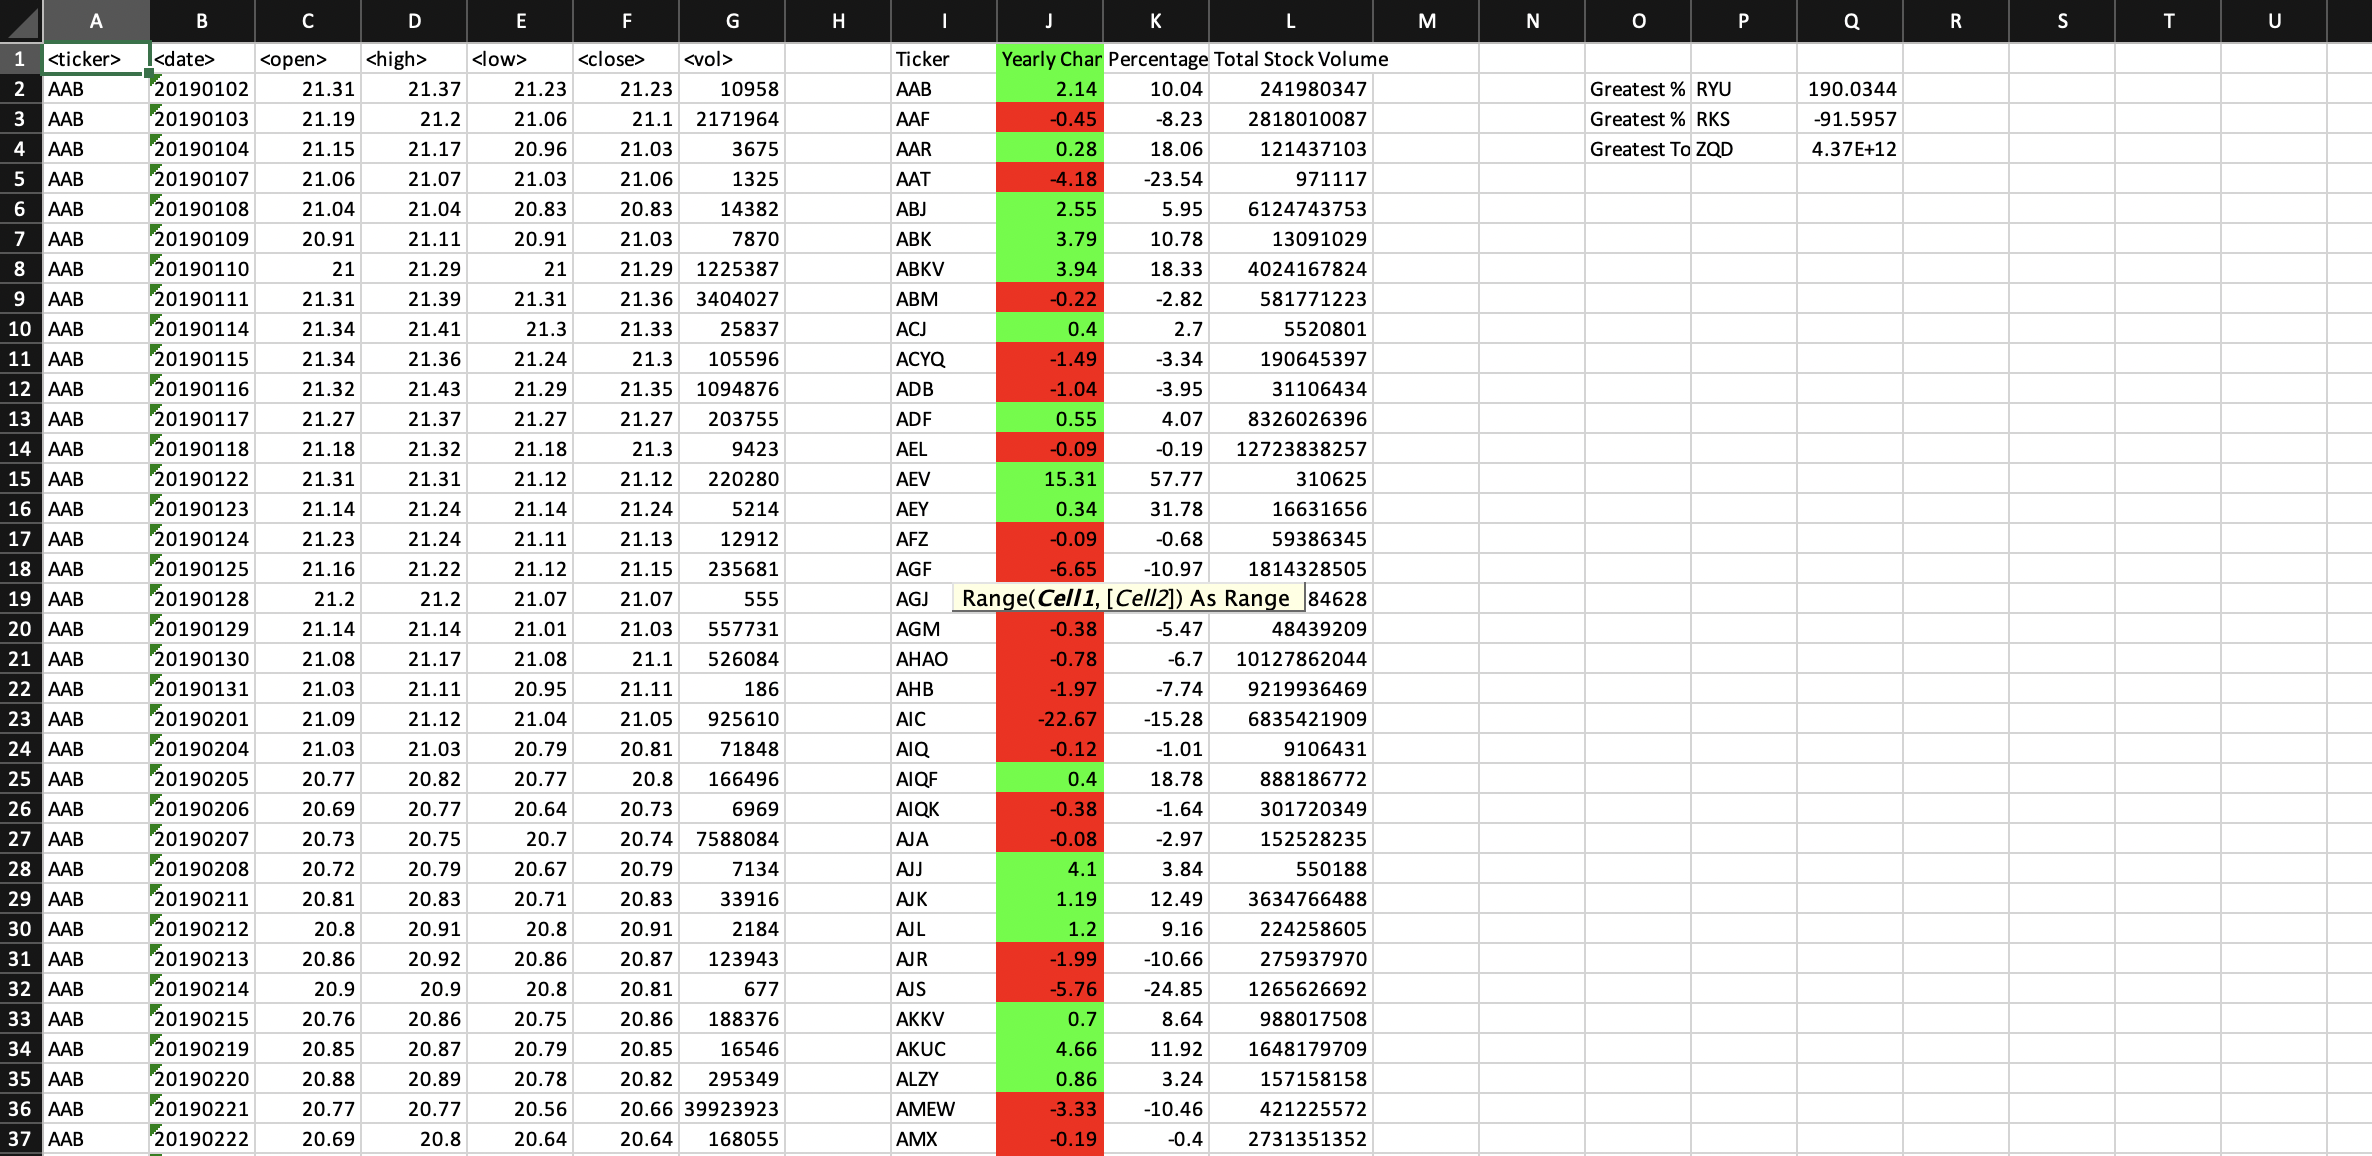 A B C D E F G H I J K L M N O P Q R S T U
1 <ticker> <date> <open> <high> <low> <close> <vol> Ticker Yearly Char Percentage Total Stock Volume
2 AAB 20190102 21.31 21.37 21.23 21.23 10958 AAB 2.14 10.04 241980347 Greatest % RYU 190.0344
3 AAB 20190103 21.19 21.2 21.06 21.1 2171964 AAF -0.45 -8.23 2818010087 Greatest % RKS -91.5957
4 AAB 20190104 21.15 21.17 20.96 21.03 3675 AAR 0.28 18.06 121437103 Greatest To ZQD 4.37E+12
5 AAB 20190107 21.06 21.07 21.03 21.06 1325 AAT -4.18 -23.54 971117
6 AAB 20190108 21.04 21.04 20.83 20.83 14382 ABJ 2.55 5.95 6124743753
7 AAB 20190109 20.91 21.11 20.91 21.03 7870 ABK 3.79 10.78 13091029
8 AAB 20190110 21 21.29 21 21.29 1225387 ABKV 3.94 18.33 4024167824
9 AAB 20190111 21.31 21.39 21.31 21.36 3404027 ABM -0.22 -2.82 581771223
10 AAB 20190114 21.34 21.41 21.3 21.33 25837 ACJ 0.4 2.7 5520801
11 AAB 20190115 21.34 21.36 21.24 21.3 105596 ACYQ -1.49 -3.34 190645397
12 AAB 20190116 21.32 21.43 21.29 21.35 1094876 ADB -1.04 -3.95 31106434
13 AAB 20190117 21.27 21.37 21.27 21.27 203755 ADF 0.55 4.07 8326026396
14 AAB 20190118 21.18 21.32 21.18 21.3 9423 AEL -0.09 -0.19 12723838257
15 AAB 20190122 21.31 21.31 21.12 21.12 220280 AEV 15.31 57.77 310625
16 AAB 20190123 21.14 21.24 21.14 21.24 5214 AEY 0.34 31.78 16631656
17 AAB 20190124 21.23 21.24 21.11 21.13 12912 AFZ -0.09 -0.68 59386345
18 AAB 20190125 21.16 21.22 21.12 21.15 235681 AGF -6.65 -10.97 1814328505
19 AAB 20190128 21.2 21.2 21.07 21.07 555 AGJ Range(Cell1, [Cell2]) As Range 84628
20 AAB 20190129 21.14 21.14 21.01 21.03 557731 AGM -0.38 -5.47 48439209
21 AAB 20190130 21.08 21.17 21.08 21.1 526084 AHAO -0.78 -6.7 10127862044
22 AAB 20190131 21.03 21.11 20.95 21.11 186 AHB -1.97 -7.74 9219936469
23 AAB 20190201 21.09 21.12 21.04 21.05 925610 AIC -22.67 -15.28 6835421909
24 AAB 20190204 21.03 21.03 20.79 20.81 71848 AIQ -0.12 -1.01 9106431
25 AAB 20190205 20.77 20.82 20.77 20.8 166496 AIQF 0.4 18.78 888186772
26 AAB 20190206 20.69 20.77 20.64 20.73 6969 AIQK -0.38 -1.64 301720349
27 AAB 20190207 20.73 20.75 20.7 20.74 7588084 AJA -0.08 -2.97 152528235
28 AAB 20190208 20.72 20.79 20.67 20.79 7134 AJJ 4.1 3.84 550188
29 AAB 20190211 20.81 20.83 20.71 20.83 33916 AJK 1.19 12.49 3634766488
30 AAB 20190212 20.8 20.91 20.8 20.91 2184 AJL 1.2 9.16 224258605
31 AAB 20190213 20.86 20.92 20.86 20.87 123943 AJR -1.99 -10.66 275937970
32 AAB 20190214 20.9 20.9 20.8 20.81 677 AJS -5.76 -24.85 1265626692
33 AAB 20190215 20.76 20.86 20.75 20.86 188376 AKKV 0.7 8.64 988017508
34 AAB 20190219 20.85 20.87 20.79 20.85 16546 AKUC 4.66 11.92 1648179709
35 AAB 20190220 20.88 20.89 20.78 20.82 295349 ALZY 0.86 3.24 157158158
36 AAB 20190221 20.77 20.77 20.56 20.66 39923923 AMEW -3.33 -10.46 421225572
37 AAB 20190222 20.69 20.8 20.64 20.64 168055 AMX -0.19 -0.4 2731351352